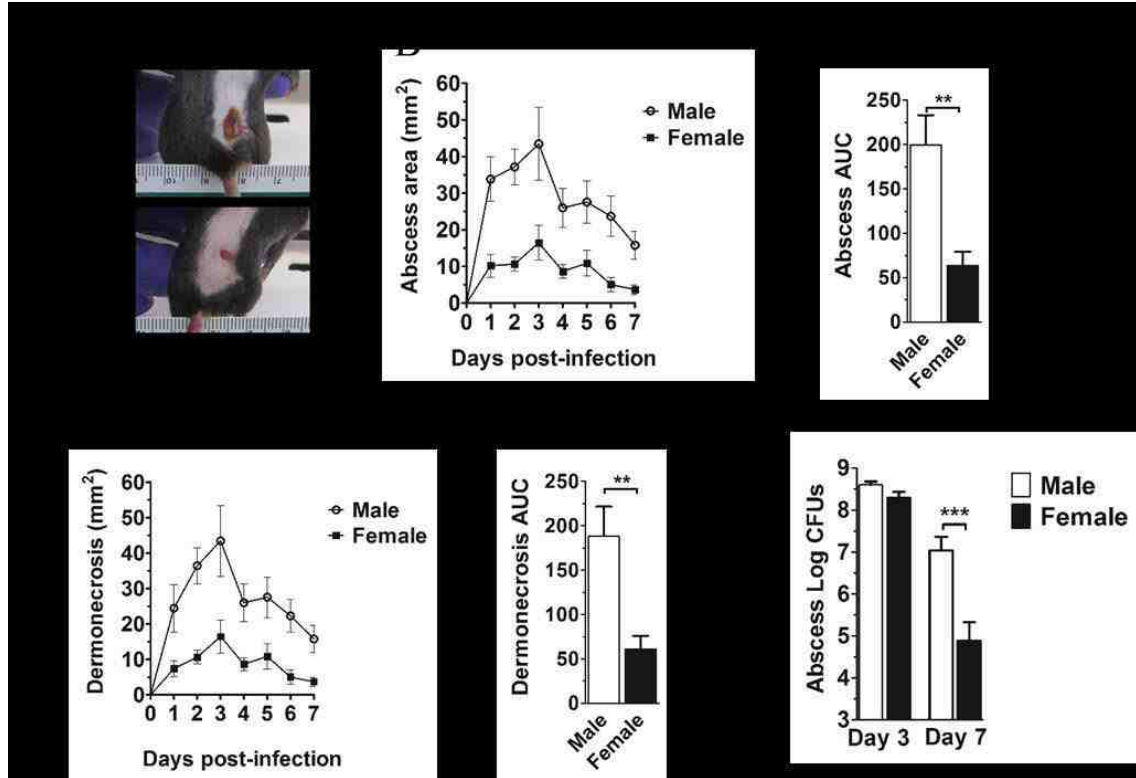 60
50
40
30
20
10
0
Abscess area (mm²)
Male
Female
0 1 2 3 4 5 6 7
Days post-infection
250
200
150
100
50
0
Abscess AUC
**
Male
Female
60
50
40
30
20
10
0
Dermonecrosis (mm²)
Male
Female
0 1 2 3 4 5 6 7
Days post-infection
250
200
150
100
50
0
Dermonecrosis AUC
**
Male
Female
9
8
7
6
5
4
3
Abscess Log CFUs
Male
Female
***
Day 3 Day 7